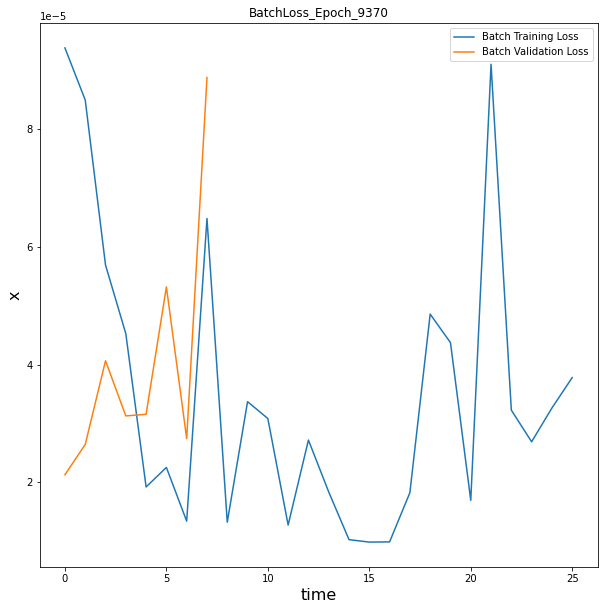 BatchLoss_Epoch_9370
1e−5
Batch Training Loss
Batch Validation Loss
8
6
4
2
x
0 5 10 15 20 25
time